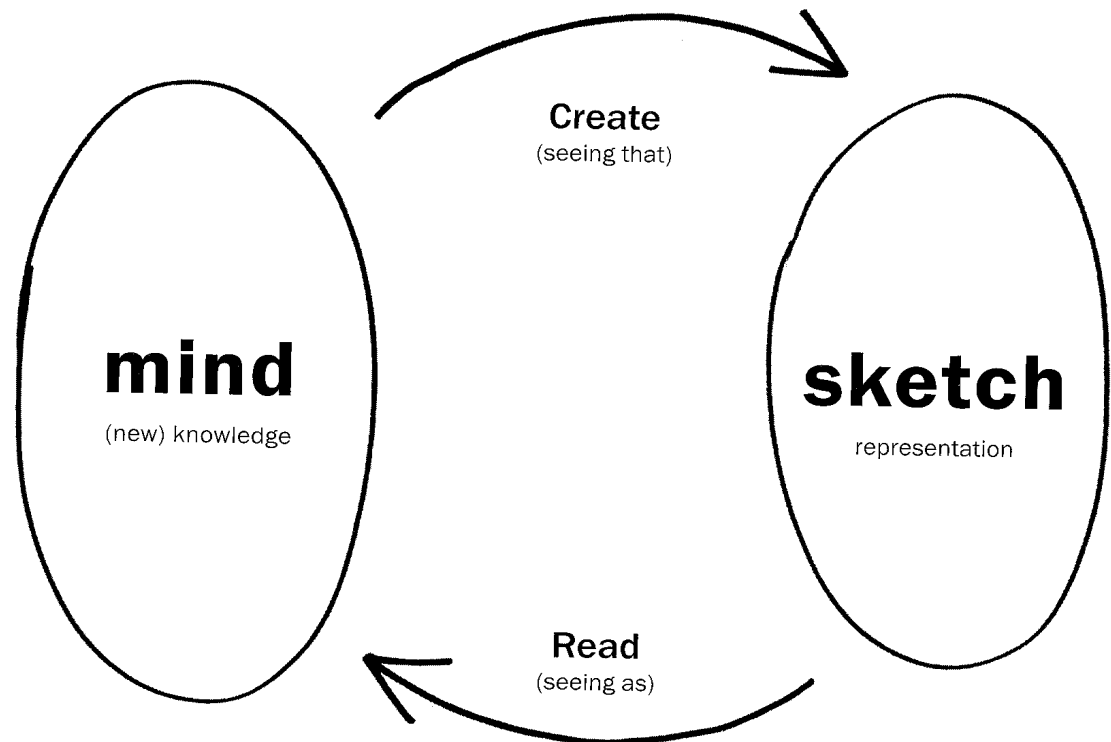 Create
(seeing that)
mind
(new) knowledge
sketch
representation
Read
(seeing as)